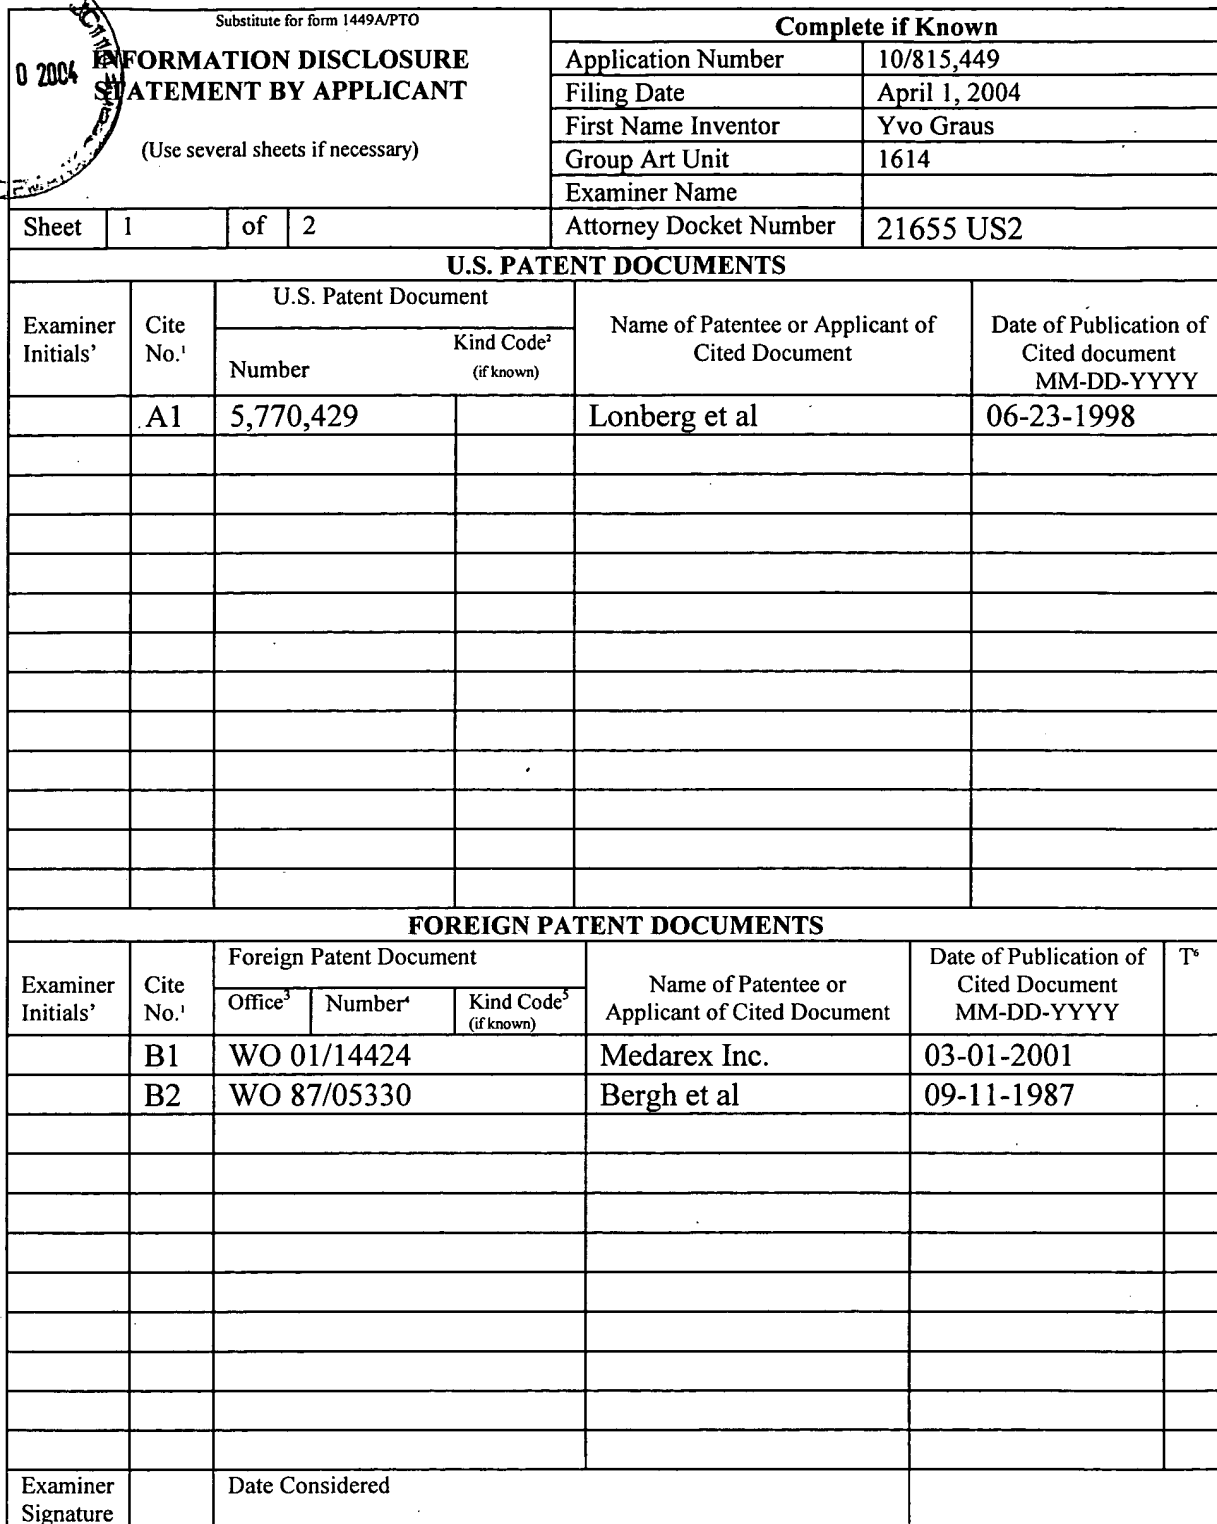 Substitute for form 1449A/PTO
INFORMATION DISCLOSURE
STATEMENT BY APPLICANT
(Use several sheets if necessary)
0 2004
Sheet 1 of 2
Complete if Known
Application Number 10/815,449
Filing Date April 1, 2004
First Name Inventor Yvo Graus
Group Art Unit 1614
Examiner Name
Attorney Docket Number 21655 US2
U.S. PATENT DOCUMENTS
Examiner Initials'
Cite No.¹
U.S. Patent Document
Number
Kind Code² (if known)
Name of Patentee or Applicant of Cited Document
Date of Publication of Cited document MM-DD-YYYY
A1 5,770,429 Lonberg et al 06-23-1998
FOREIGN PATENT DOCUMENTS
Examiner Initials'
Cite No.¹
Foreign Patent Document
Office³ Number⁴ Kind Code⁵ (if known)
Name of Patentee or Applicant of Cited Document
Date of Publication of Cited Document MM-DD-YYYY
T⁶
B1 WO 01/14424 Medarex Inc. 03-01-2001
B2 WO 87/05330 Bergh et al 09-11-1987
Examiner Signature
Date Considered